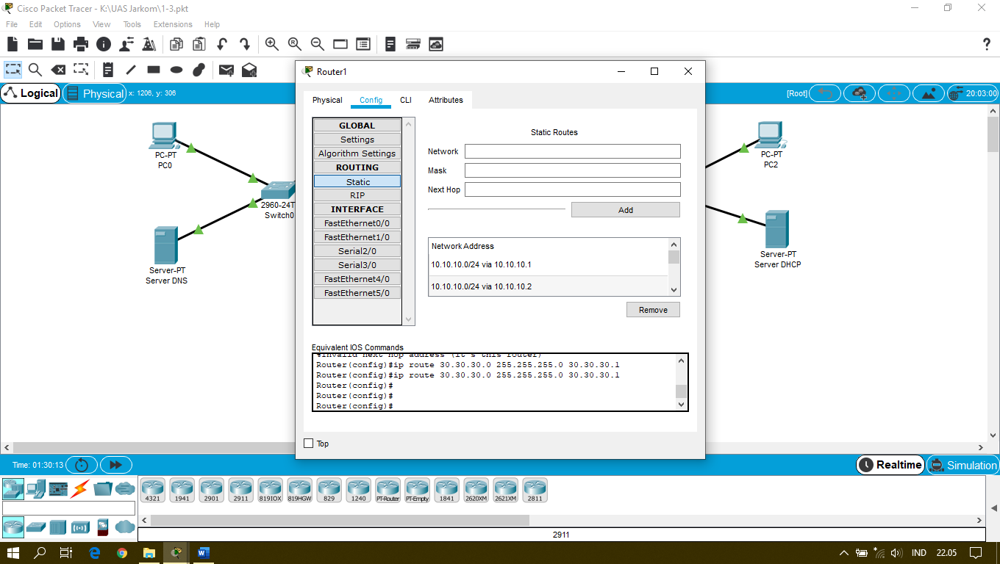 Cisco Packet Tracer - K:\UAS Jarkom\1-3.pkt
File Edit Options View Tools Extensions Help
Logical
Physical
x: 1206, y: 306
[Root]
20:03:00
PC-PT
PC0
2960-24T
Switch0
Server-PT
Server DNS
Router1
Physical Config CLI Attributes
GLOBAL
Settings
Algorithm Settings
ROUTING
Static
RIP
INTERFACE
FastEthernet0/0
FastEthernet1/0
Serial2/0
Serial3/0
FastEthernet4/0
FastEthernet5/0
Static Routes
Network
Mask
Next Hop
Add
Network Address
10.10.10.0/24 via 10.10.10.1
10.10.10.0/24 via 10.10.10.2
Remove
Equivalent IOS Commands
%Invalid next hop address (it's this router)
Router(config)#ip route 30.30.30.0 255.255.255.0 30.30.30.1
Router(config)#ip route 30.30.30.0 255.255.255.0 30.30.30.1
Router(config)#
Router(config)#
Router(config)#
Top
PC-PT
PC2
Server-PT
Server DHCP
Time: 01:30:13
Realtime
Simulation
4321 1941 2901 2911 819IOX 819HGW 829 1240 PT-Router PT-Empty 1841 2620XM 2621XM 2811
2911
IND 22.05